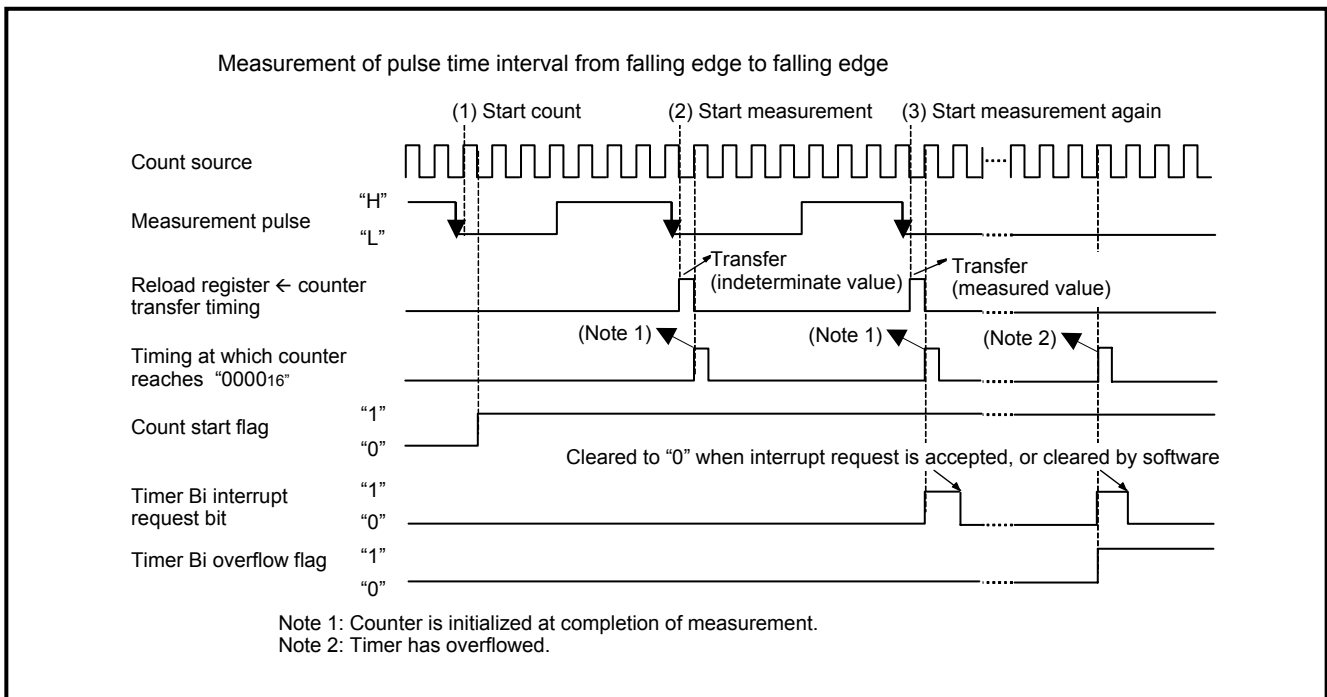 Measurement of pulse time interval from falling edge to falling edge
(1) Start count
(2) Start measurement
(3) Start measurement again
Count source
Measurement pulse
“H”
“L”
Reload register ← counter
transfer timing
Transfer
(indeterminate value)
Transfer
(measured value)
Timing at which counter
reaches “000016”
(Note 1)
(Note 1)
(Note 2)
Count start flag
“1”
“0”
Cleared to “0” when interrupt request is accepted, or cleared by software
Timer Bi interrupt
request bit
“1”
“0”
Timer Bi overflow flag
“1”
“0”
Note 1: Counter is initialized at completion of measurement.
Note 2: Timer has overflowed.